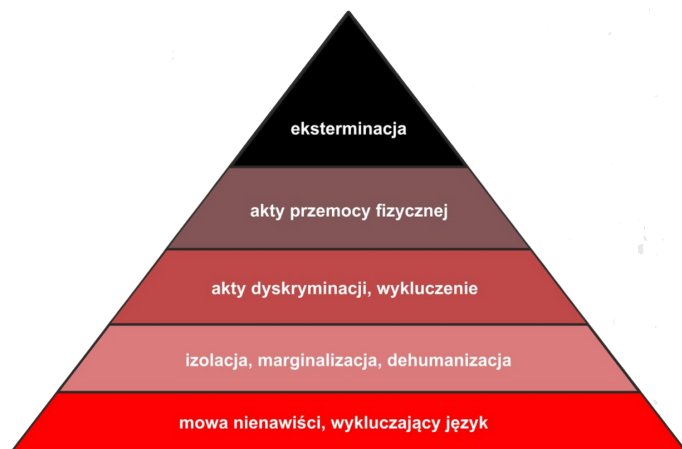 eksterminacja
akty przemocy fizycznej
akty dyskryminacji, wykluczenie
izolacja, marginalizacja, dehumanizacja
mowa nienawiści, wykluczający język